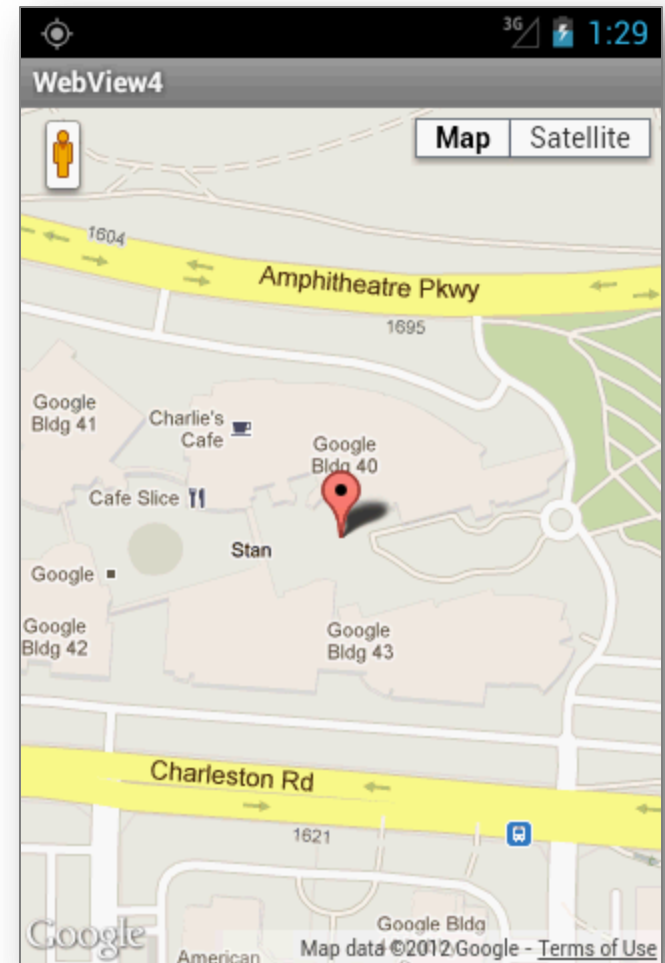 3G 1:29
WebView4
Map Satellite
1604
Amphitheatre Pkwy
1695
Google
Bldg 41
Charlie's
Cafe
Google
Bldg 40
Cafe Slice
Stan
Google
Google
Bldg 42
Google
Bldg 43
Charleston Rd
1621
Google
Google Bldg
American
Map data ©2012 Google - Terms of Use